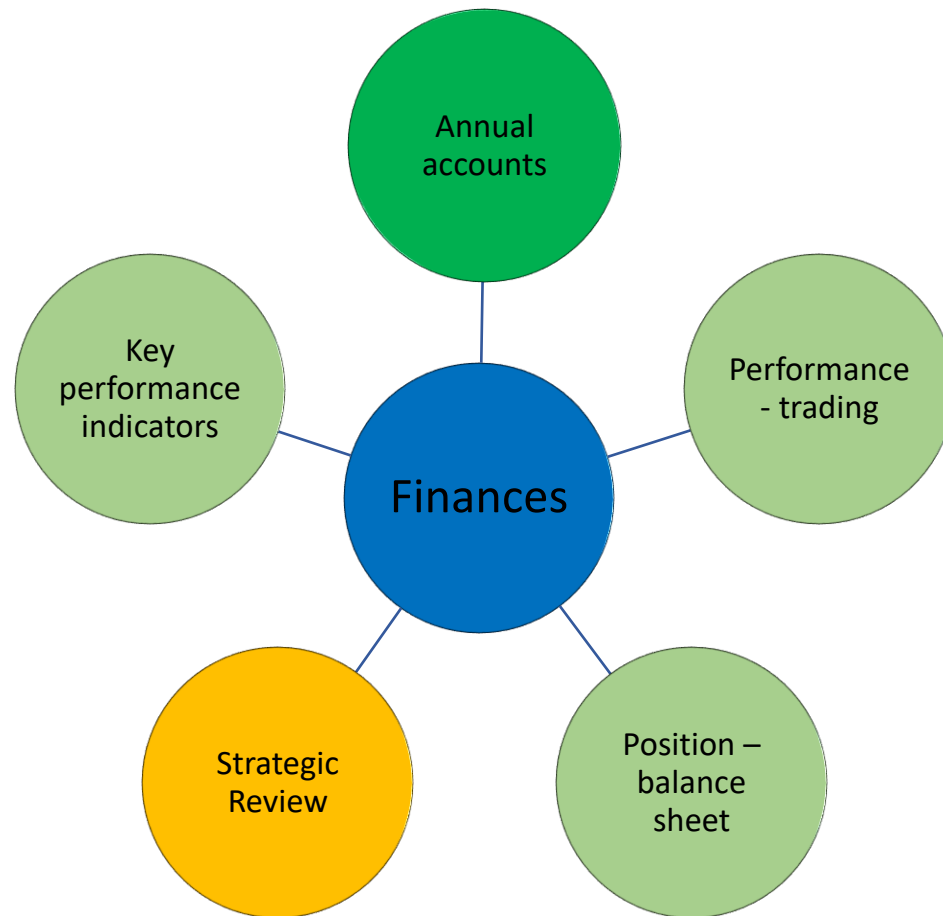 Annual
accounts
Key
performance
indicators
Performance
- trading
Finances
Strategic
Review
Position –
balance
sheet